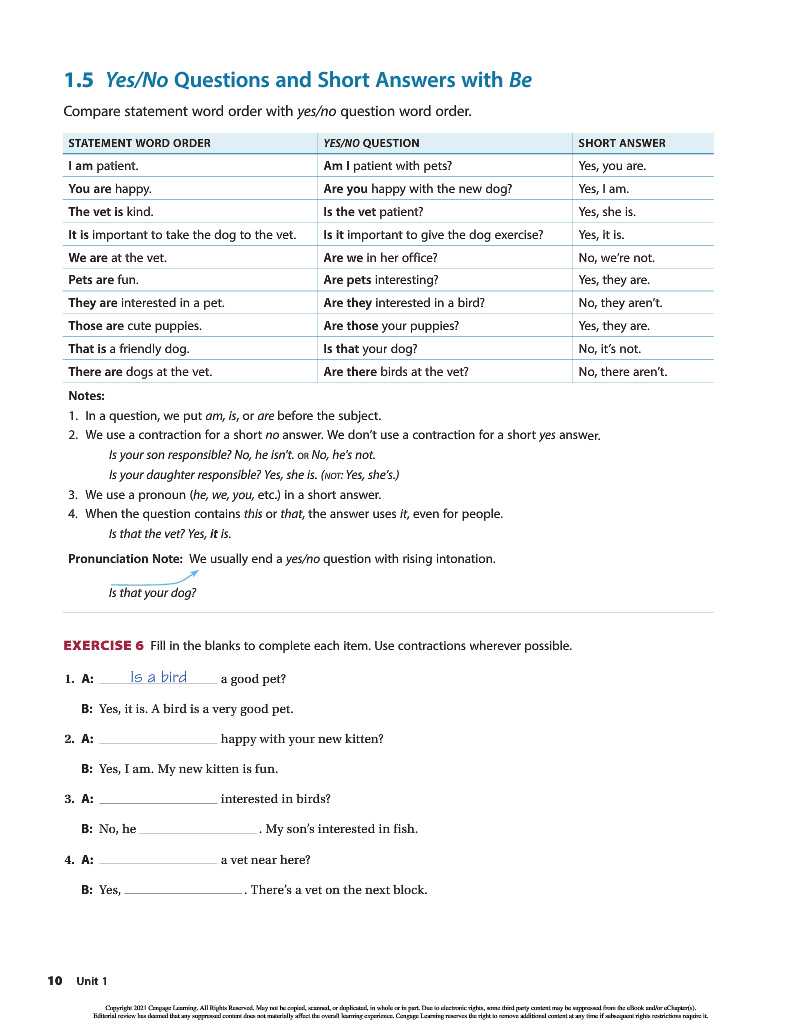 1.5 Yes/No Questions and Short Answers with Be
Compare statement word order with yes/no question word order.
STATEMENT WORD ORDER YES/NO QUESTION SHORT ANSWER
I am patient. Am I patient with pets? Yes, you are.
You are happy. Are you happy with the new dog? Yes, I am.
The vet is kind. Is the vet patient? Yes, she is.
It is important to take the dog to the vet. Is it important to give the dog exercise? Yes, it is.
We are at the vet. Are we in her office? No, we're not.
Pets are fun. Are pets interesting? Yes, they are.
They are interested in a pet. Are they interested in a bird? No, they aren't.
Those are cute puppies. Are those your puppies? Yes, they are.
That is a friendly dog. Is that your dog? No, it's not.
There are dogs at the vet. Are there birds at the vet? No, there aren't.
Notes:
1. In a question, we put am, is, or are before the subject.
2. We use a contraction for a short no answer. We don't use a contraction for a short yes answer.
Is your son responsible? No, he isn't. OR No, he's not.
Is your daughter responsible? Yes, she is. (NOT: Yes, she's.)
3. We use a pronoun (he, we, you, etc.) in a short answer.
4. When the question contains this or that, the answer uses it, even for people.
Is that the vet? Yes, it is.
Pronunciation Note: We usually end a yes/no question with rising intonation.
Is that your dog?
EXERCISE 6 Fill in the blanks to complete each item. Use contractions wherever possible.
1. A: Is a bird a good pet?
B: Yes, it is. A bird is a very good pet.
2. A: ____ happy with your new kitten?
B: Yes, I am. My new kitten is fun.
3. A: ____ interested in birds?
B: No, he ____. My son's interested in fish.
4. A: ____ a vet near here?
B: Yes, ____. There's a vet on the next block.
10 Unit 1
Copyright 2021 Cengage Learning. All Rights Reserved. May not be copied, scanned, or duplicated, in whole or in part. Due to electronic rights, some third party content may be suppressed from the eBook and/or eChapter(s).
Editorial review has deemed that any suppressed content does not materially affect the overall learning experience. Cengage Learning reserves the right to remove additional content at any time if subsequent rights restrictions require it.